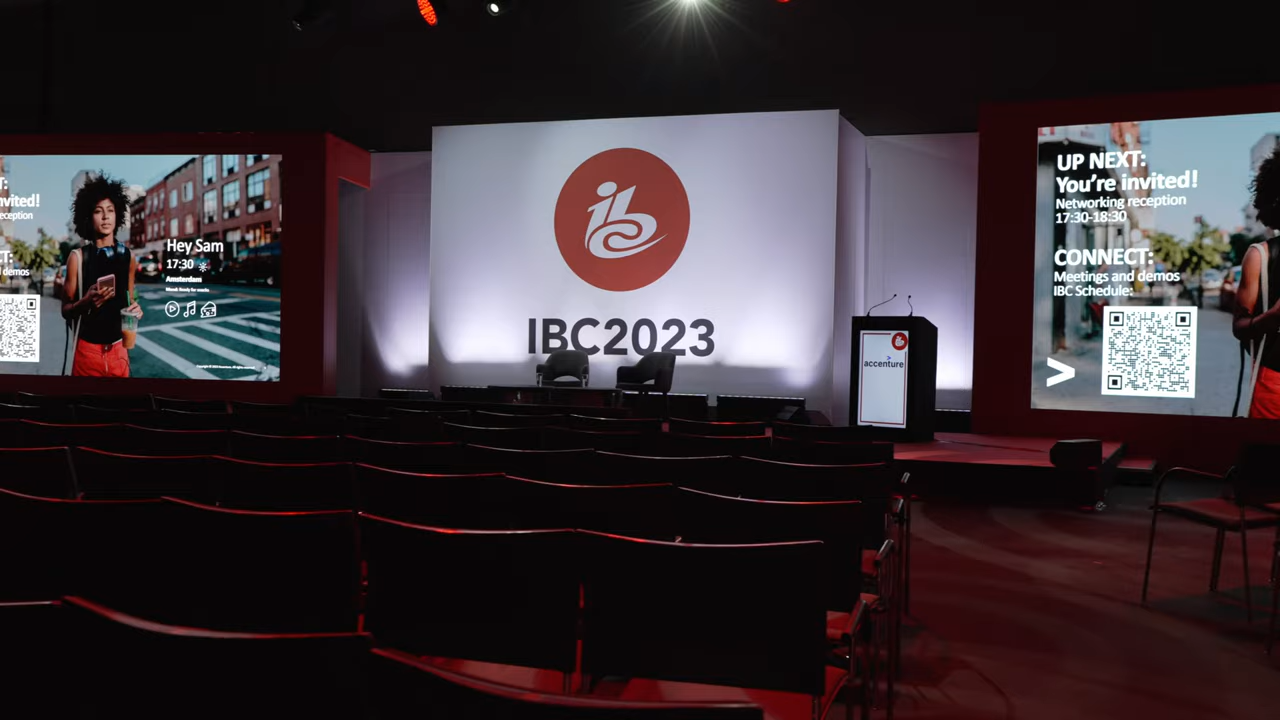 T:
vited!
eception
T:
d demos
Hey Sam
17:30
Amsterdam
ibc
IBC2023
accenture
UP NEXT:
You're invited!
Networking reception
17:30-18:30
CONNECT:
Meetings and demos
IBC Schedule:
>